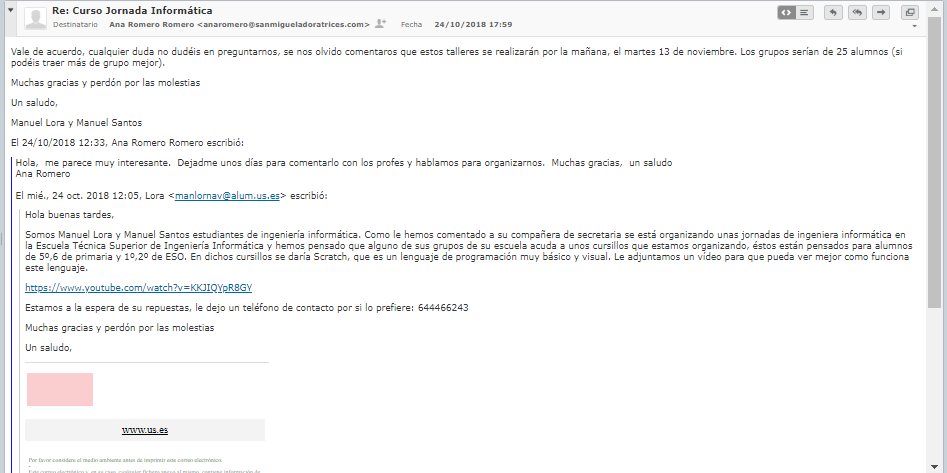 Re: Curso Jornada Informática
Destinatario Ana Romero Romero <anaromero@sanmigueladoratrices.com> Fecha 24/10/2018 17:59
Vale de acuerdo, cualquier duda no dudéis en preguntarnos, se nos olvido comentaros que estos talleres se realizarán por la mañana, el martes 13 de noviembre. Los grupos serían de 25 alumnos (si
podéis traer más de grupo mejor).
Muchas gracias y perdón por las molestias
Un saludo,
Manuel Lora y Manuel Santos
El 24/10/2018 12:33, Ana Romero Romero escribió:
Hola, me parece muy interesante. Dejadme unos días para comentarlo con los profes y hablamos para organizarnos. Muchas gracias, un saludo
Ana Romero
El mié., 24 oct. 2018 12:05, Lora <manlornav@alum.us.es> escribió:
Hola buenas tardes,
Somos Manuel Lora y Manuel Santos estudiantes de ingeniería informática. Como le hemos comentado a su compañera de secretaria se está organizando unas jornadas de ingeniera informática en
la Escuela Técnica Superior de Ingeniería Informática y hemos pensado que alguno de sus grupos de su escuela acuda a unos cursillos que estamos organizando, éstos están pensados para alumnos
de 5º,6 de primaria y 1º,2º de ESO. En dichos cursillos se daría Scratch, que es un lenguaje de programación muy básico y visual. Le adjuntamos un vídeo para que pueda ver mejor como funciona
este lenguaje.
https://www.youtube.com/watch?v=KKJIQYpR8GY
Estamos a la espera de su repuestas, le dejo un teléfono de contacto por si lo prefiere: 644466243
Muchas gracias y perdón por las molestias
Un saludo,
www.us.es
Por favor considere el medio ambiente antes de imprimir este correo electrónico.